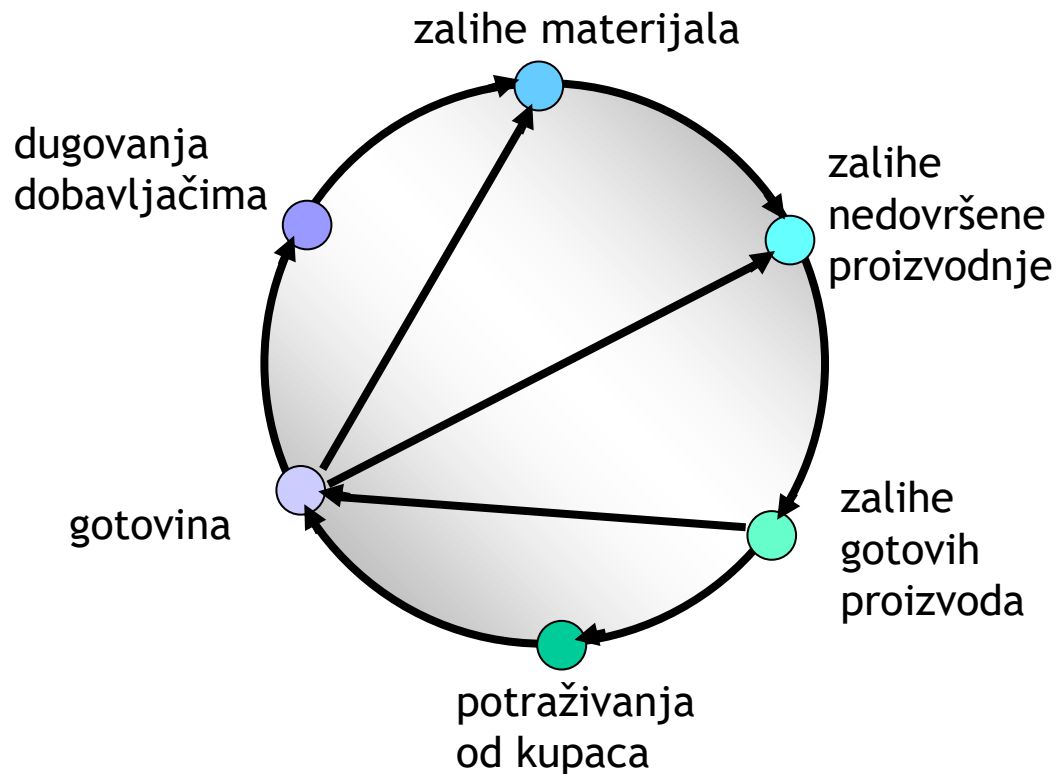 zalihe materijala
dugovanja
dobavljačima
zalihe
nedovršene
proizvodnje
gotovina
zalihe
gotovih
proizvoda
potraživanja
od kupaca